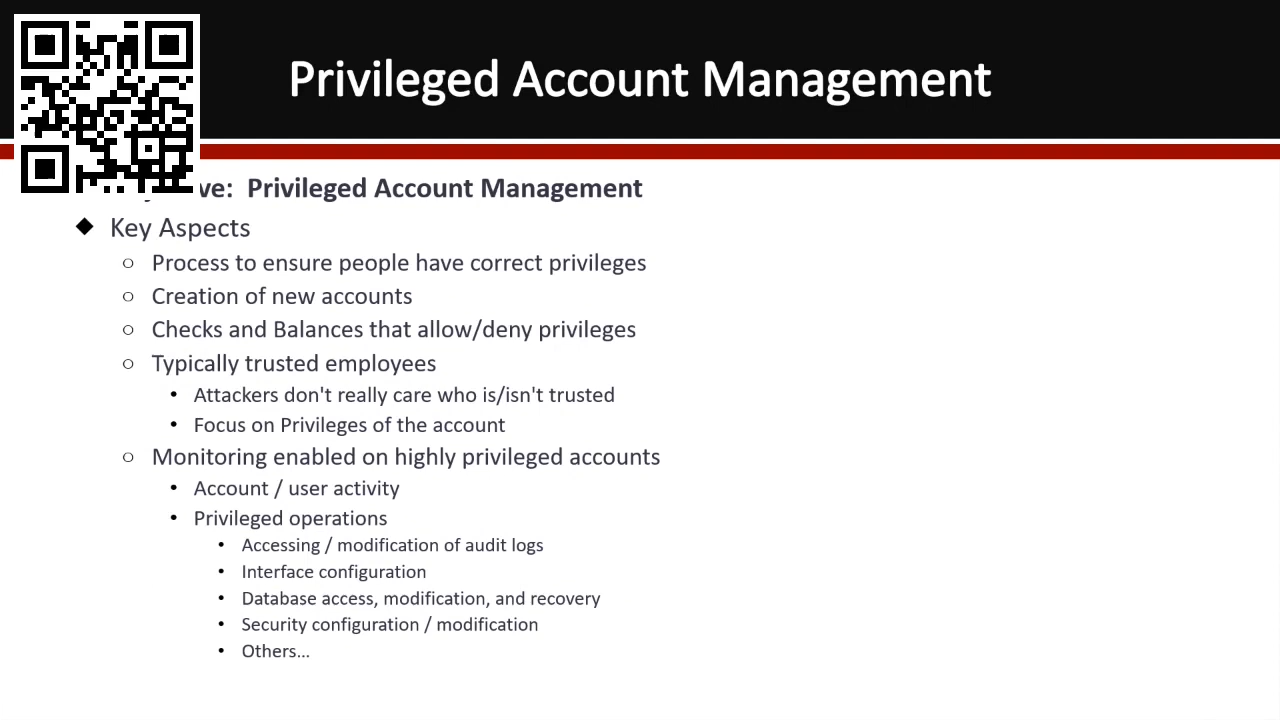 Privileged Account Management
Privileged Account Management
Key Aspects
Process to ensure people have correct privileges
Creation of new accounts
Checks and Balances that allow/deny privileges
Typically trusted employees
Attackers don't really care who is/isn't trusted
Focus on Privileges of the account
Monitoring enabled on highly privileged accounts
Account / user activity
Privileged operations
Accessing / modification of audit logs
Interface configuration
Database access, modification, and recovery
Security configuration / modification
Others...